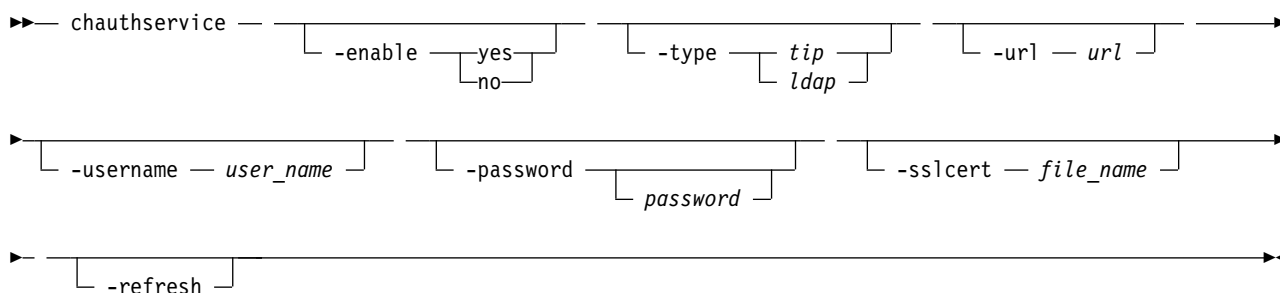 chauthservice
-enable yes
no
-type tip
ldap
-url url
-username user_name
-password
password
-sslcert file_name
-refresh